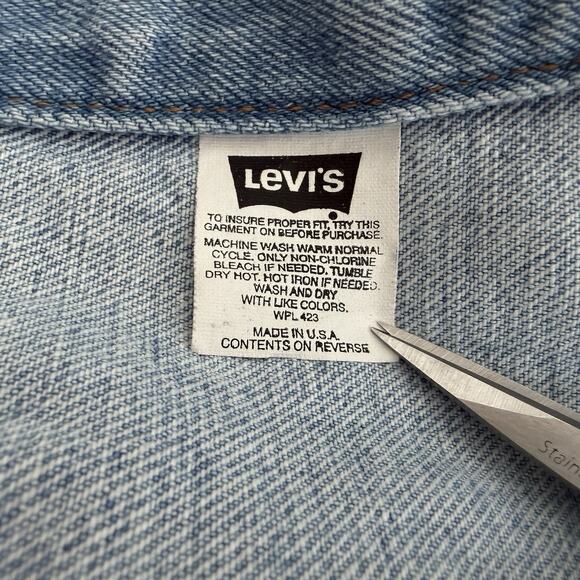 Levi's
TO INSURE PROPER FIT, TRY THIS
GARMENT ON BEFORE PURCHASE.
MACHINE WASH WARM NORMAL
CYCLE. ONLY NON-CHLORINE
BLEACH IF NEEDED. TUMBLE
DRY HOT. HOT IRON IF NEEDED.
WASH AND DRY
WITH LIKE COLORS.
WPL 423
MADE IN U.S.A.
CONTENTS ON REVERSE
Stain